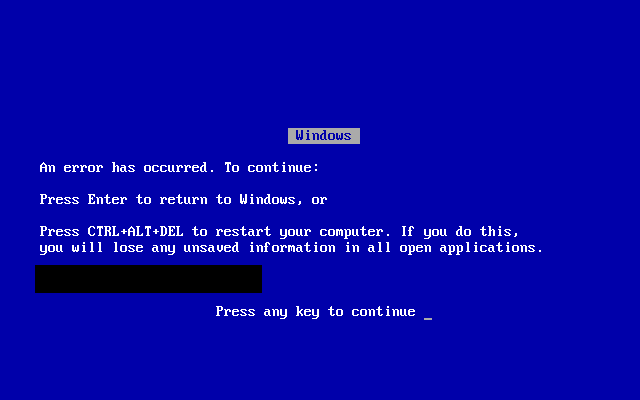 Windows
An error has occurred. To continue:
Press Enter to return to Windows, or
Press CTRL+ALT+DEL to restart your computer. If you do this,
you will lose any unsaved information in all open applications.
Press any key to continue _